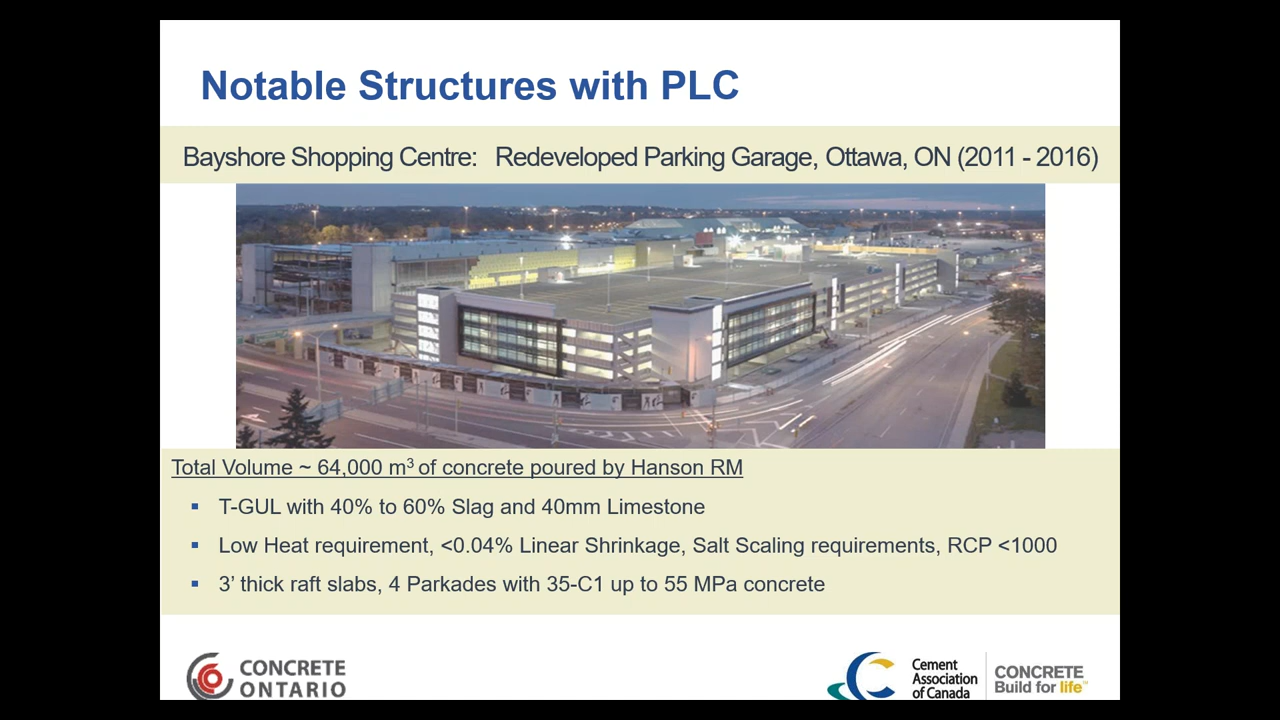 Notable Structures with PLC
Bayshore Shopping Centre: Redeveloped Parking Garage, Ottawa, ON (2011 - 2016)
Total Volume ~ 64,000 m³ of concrete poured by Hanson RM
▪ T-GUL with 40% to 60% Slag and 40mm Limestone
▪ Low Heat requirement, <0.04% Linear Shrinkage, Salt Scaling requirements, RCP <1000
▪ 3’ thick raft slabs, 4 Parkades with 35-C1 up to 55 MPa concrete
CONCRETE
ONTARIO
Cement
Association
of Canada
CONCRETE
Build for life™